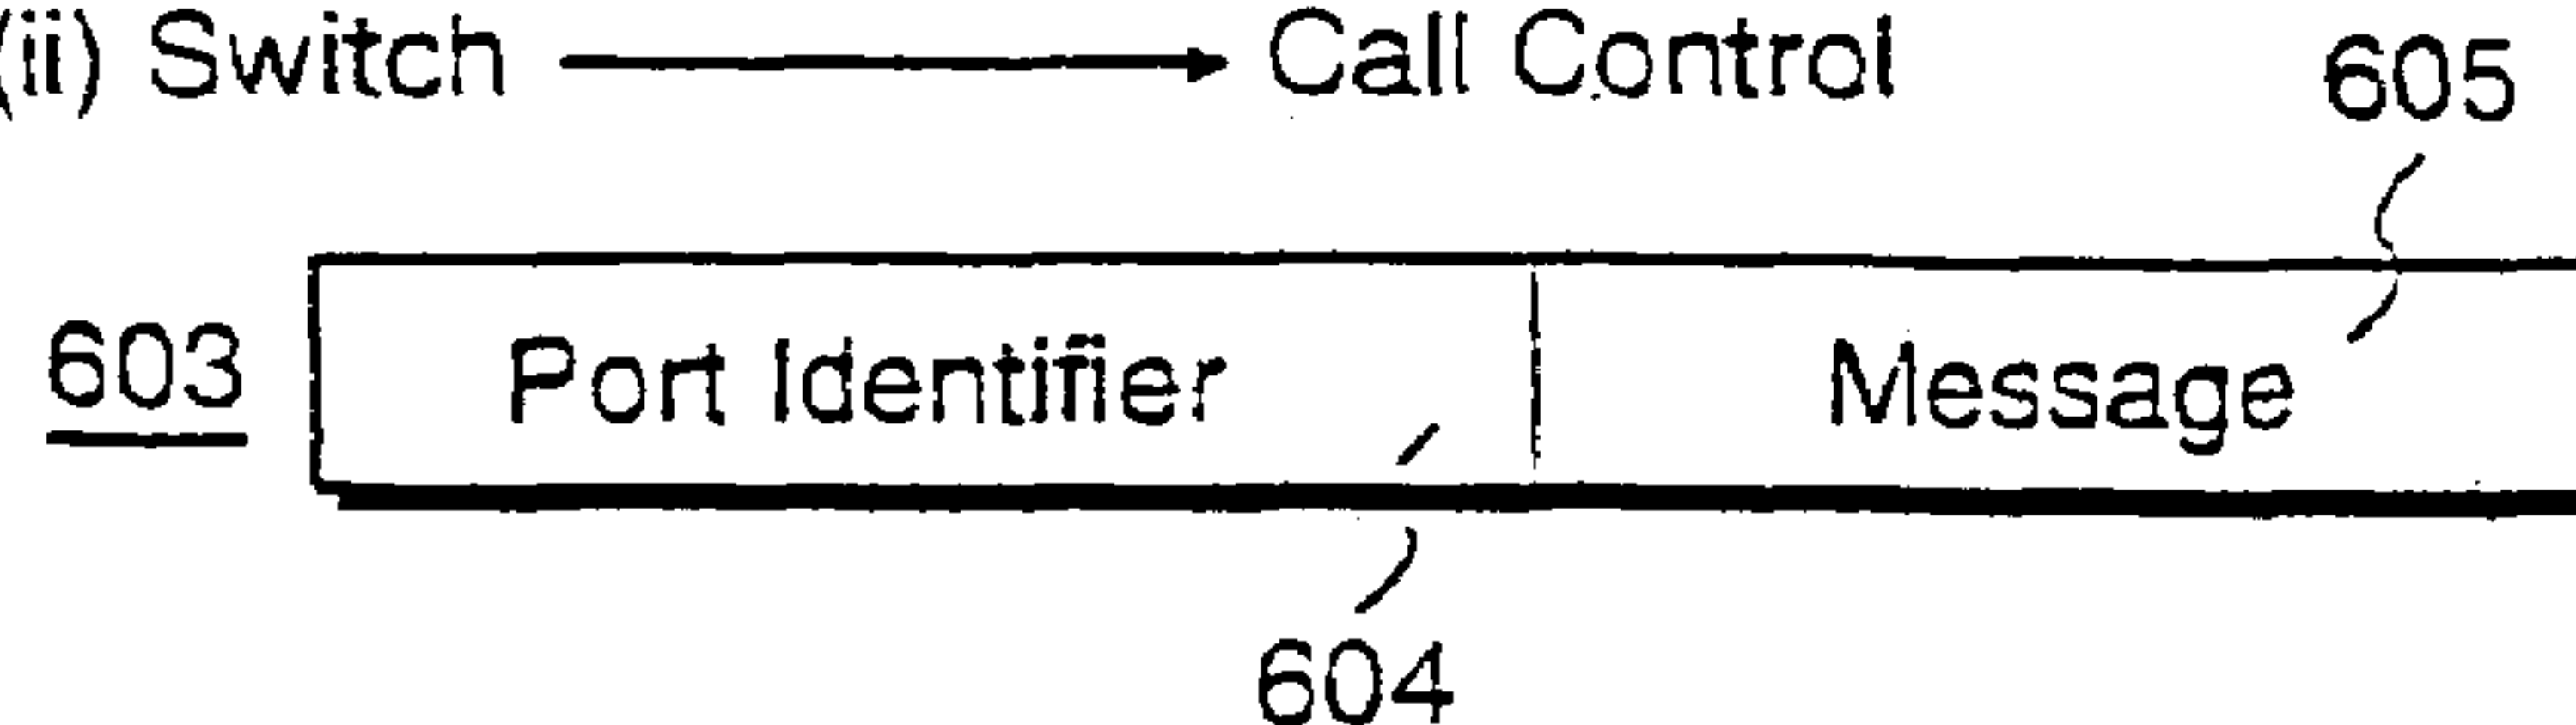 (ii) Switch Call Control
605
603 Port Identifier Message
604